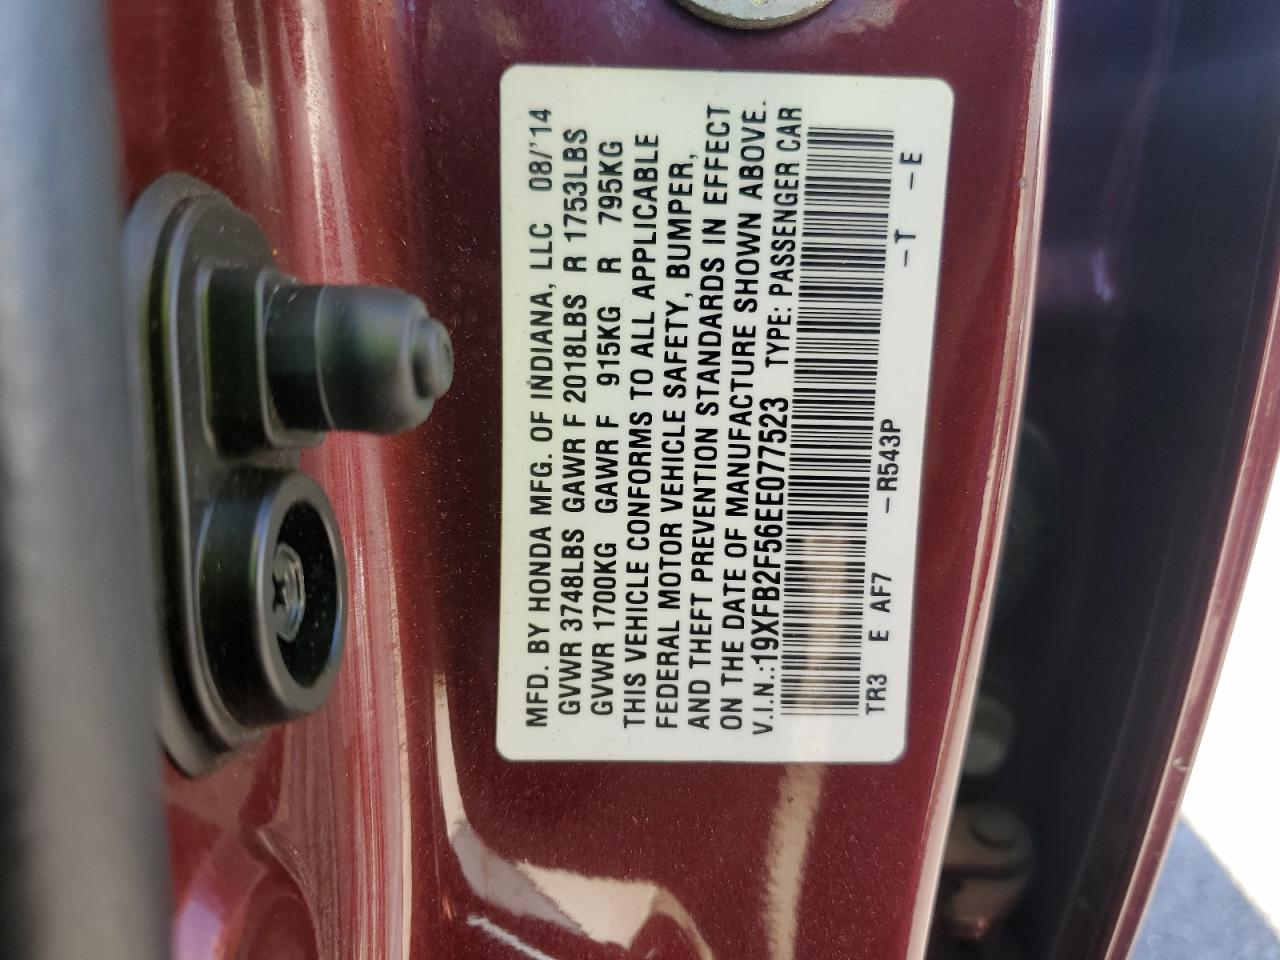 MFD. BY HONDA MFG. OF INDIANA, LLC 08/'14
GVWR 3748LBS GAWR F 2018LBS R 1753LBS
GVWR 1700KG GAWR F 915KG R 795KG
THIS VEHICLE CONFORMS TO ALL APPLICABLE
FEDERAL MOTOR VEHICLE SAFETY, BUMPER,
AND THEFT PREVENTION STANDARDS IN EFFECT
ON THE DATE OF MANUFACTURE SHOWN ABOVE.
V.I.N.:19XFB2F56EE077523 TYPE: PASSENGER CAR
TR3 E AF7 –R543P –T –E